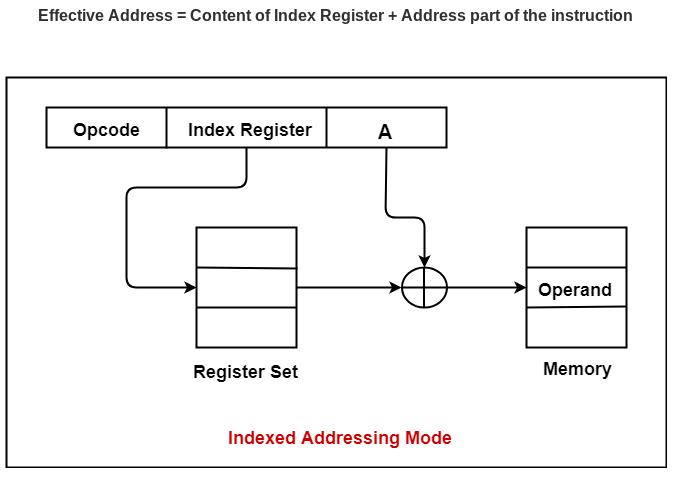 Effective Address = Content of Index Register + Address part of the instruction
Opcode Index Register A
Operand
Register Set Memory
Indexed Addressing Mode